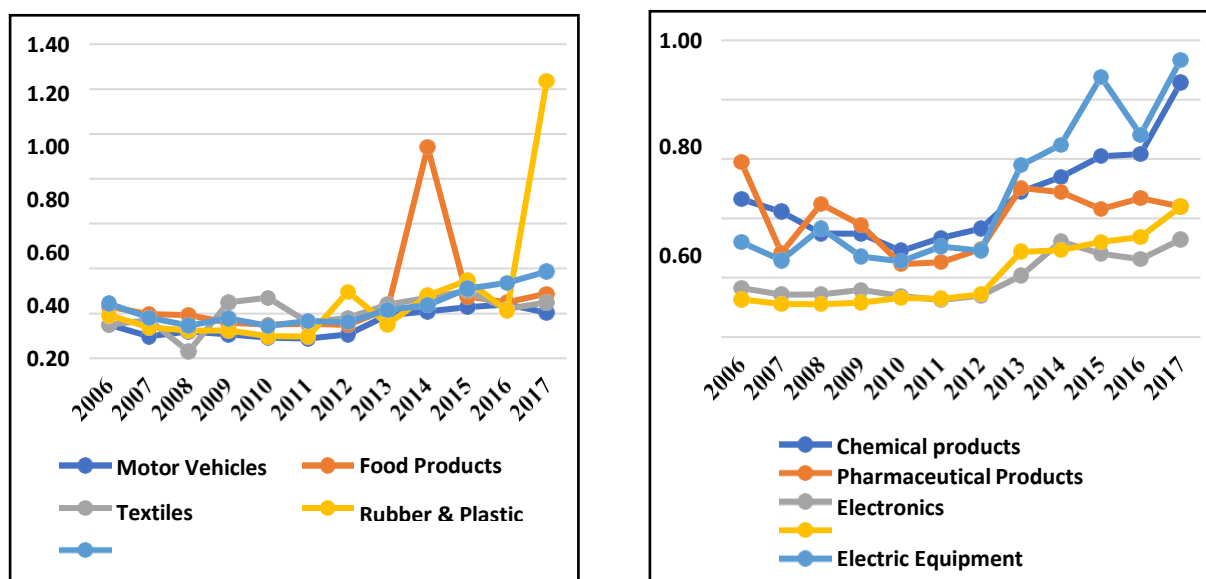 1.40
1.20
1.00
0.80
0.60
0.40
0.20
2006 2007 2008 2009 2010 2011 2012 2013 2014 2015 2016 2017
Motor Vehicles Food Products
Textiles Rubber & Plastic
1.00
0.80
0.60
2006 2007 2008 2009 2010 2011 2012 2013 2014 2015 2016 2017
Chemical products
Pharmaceutical Products
Electronics
Electric Equipment